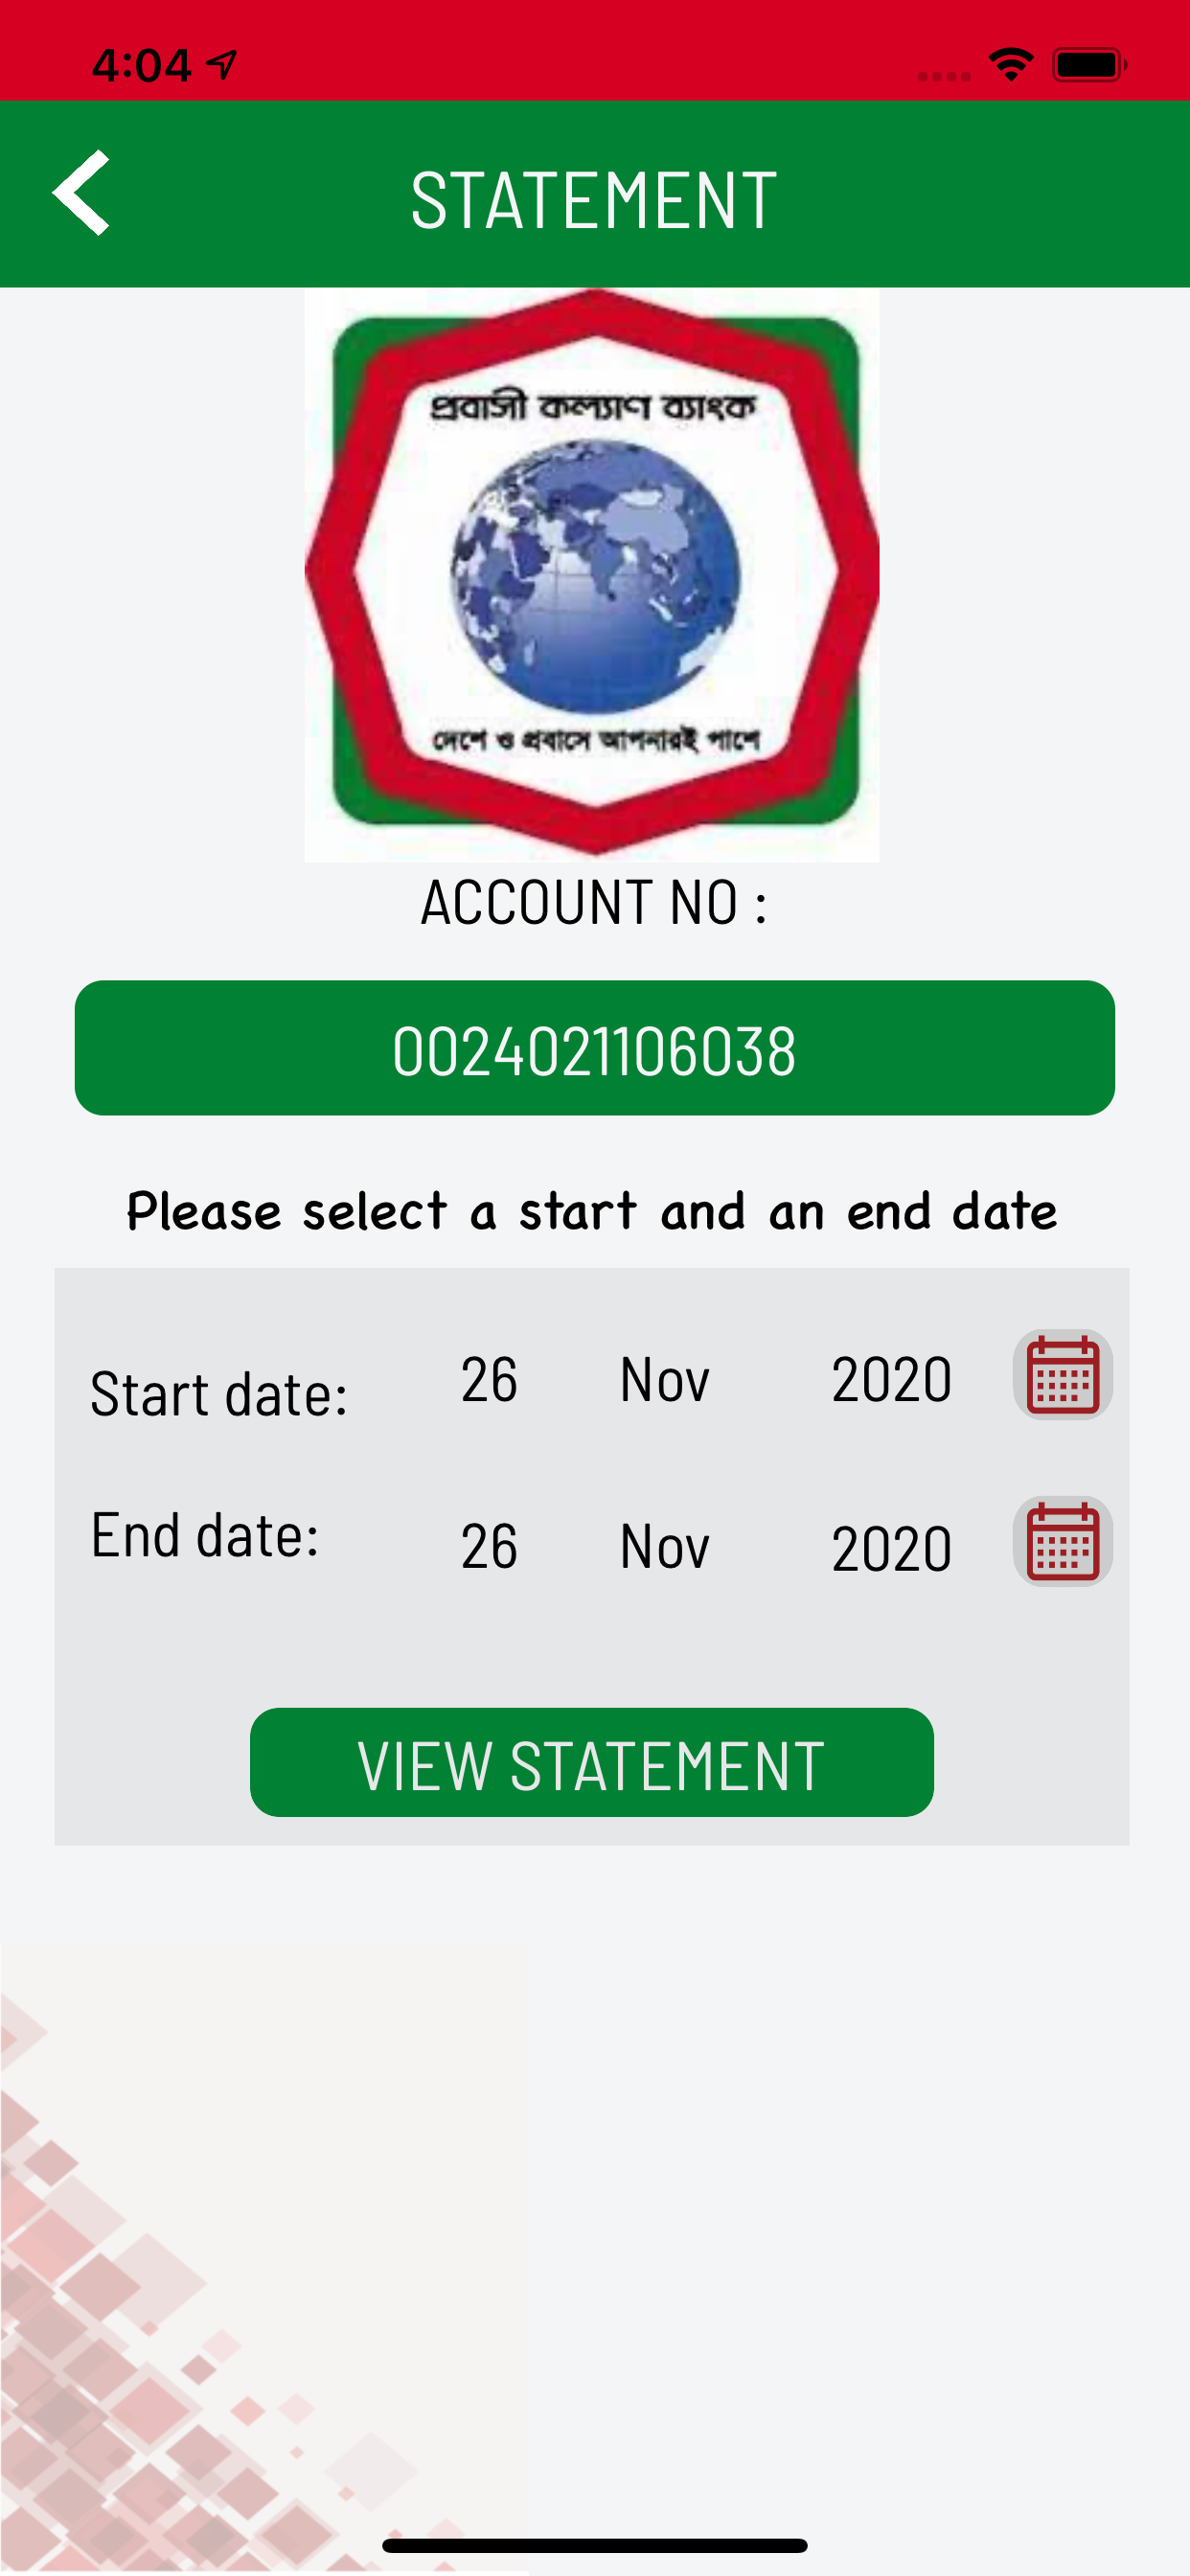 4:04
STATEMENT
প্রবাসী কল্যাণ ব্যাংক
দেশে ও প্রবাসে আপনারই পাশে
ACCOUNT NO :
0024021106038
Please select a start and an end date
Start date: 26 Nov 2020
End date: 26 Nov 2020
VIEW STATEMENT